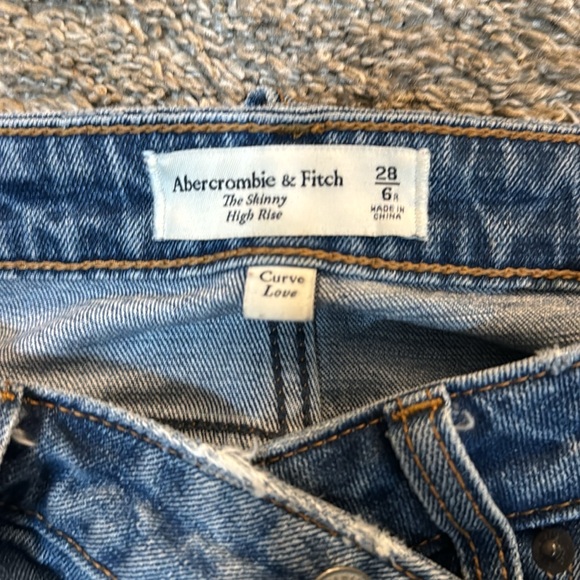 Abercrombie & Fitch
The Skinny
High Rise
28
6R
MADE IN
CHINA
Curve
Love